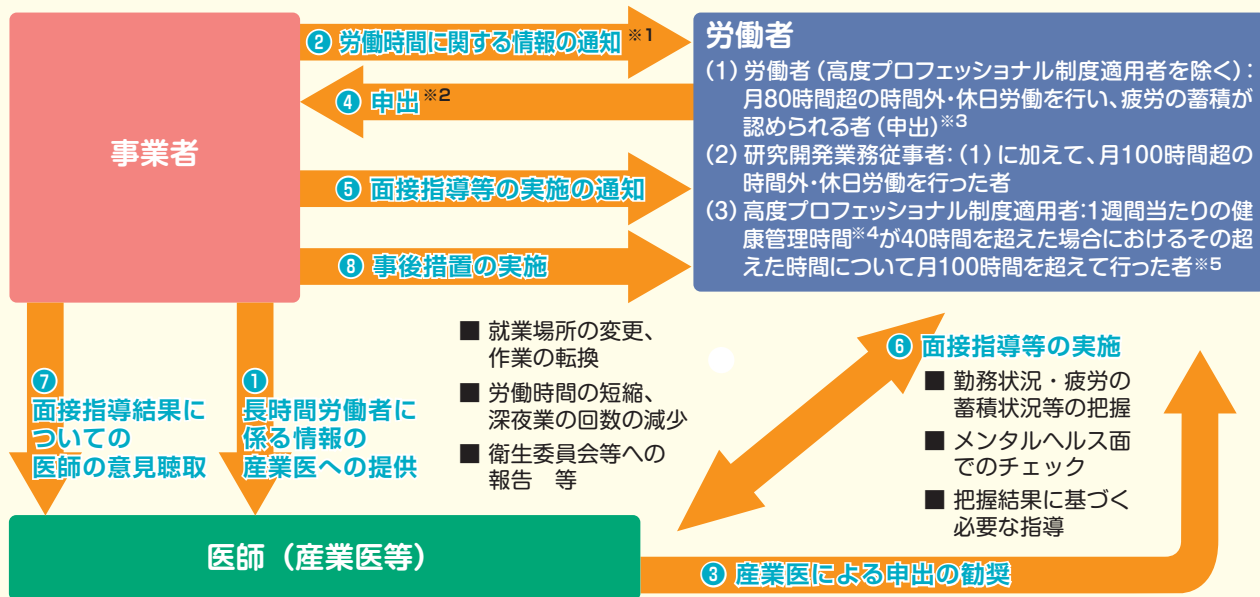 事業者
❷ 労働時間に関する情報の通知※1
❹ 申出※2
❺ 面接指導等の実施の通知
❽ 事後措置の実施
労働者
(1) 労働者(高度プロフェッショナル制度適用者を除く):
月80時間超の時間外・休日労働を行い、疲労の蓄積が
認められる者(申出)※3
(2) 研究開発業務従事者:(1)に加えて、月100時間超の
時間外・休日労働を行った者
(3) 高度プロフェッショナル制度適用者:1週間当たりの健
康管理時間※4が40時間を超えた場合におけるその超
えた時間について月100時間を超えて行った者※5
■ 就業場所の変更、
作業の転換
■ 労働時間の短縮、
深夜業の回数の減少
■ 衛生委員会等への
報告 等
❻ 面接指導等の実施
■ 勤務状況・疲労の
蓄積状況等の把握
■ メンタルヘルス面
でのチェック
■ 把握結果に基づく
必要な指導
❼
面接指導結果に
ついての
医師の意見聴取
❶
長時間労働者に
係る情報の
産業医への提供
医師(産業医等)
❸ 産業医による申出の勧奨